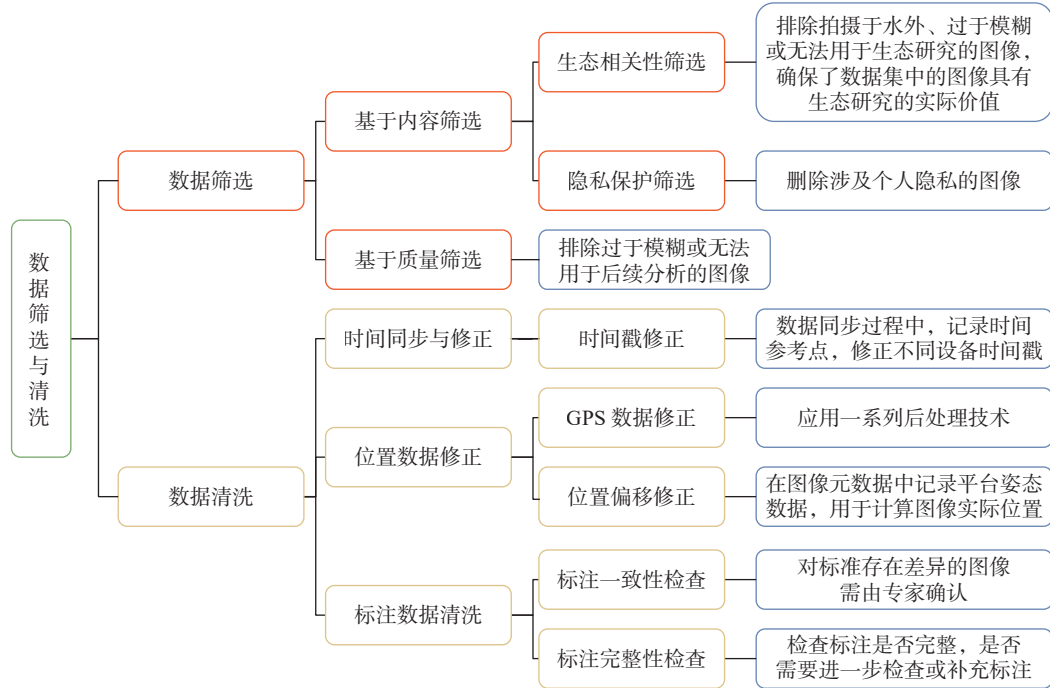 数据筛选与清洗
数据筛选
基于内容筛选
生态相关性筛选
排除拍摄于水外、过于模糊
或无法用于生态研究的图像，
确保了数据集中的图像具有
生态研究的实际价值
隐私保护筛选
删除涉及个人隐私的图像
基于质量筛选
排除过于模糊或无法
用于后续分析的图像
数据清洗
时间同步与修正
时间戳修正
数据同步过程中，记录时间
参考点，修正不同设备时间戳
位置数据修正
GPS 数据修正
应用一系列后处理技术
位置偏移修正
在图像元数据中记录平台姿态
数据，用于计算图像实际位置
标注数据清洗
标注一致性检查
对标准存在差异的图像
需由专家确认
标注完整性检查
检查标注是否完整，是否
需要进一步检查或补充标注